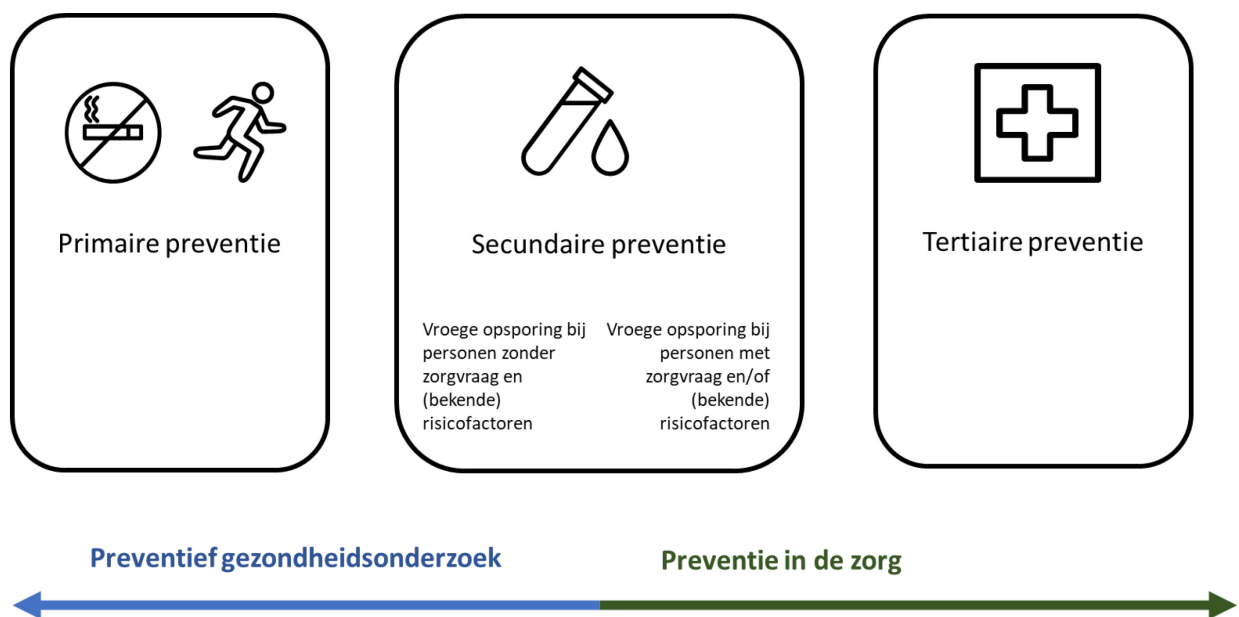 Primaire preventie
Secundaire preventie
Tertiaire preventie
Vroege opsporing bij
personen zonder
zorgvraag en
(bekende)
risicofactoren
Vroege opsporing bij
personen met
zorgvraag en/of
(bekende)
risicofactoren
Preventief gezondheidsonderzoek
Preventie in de zorg